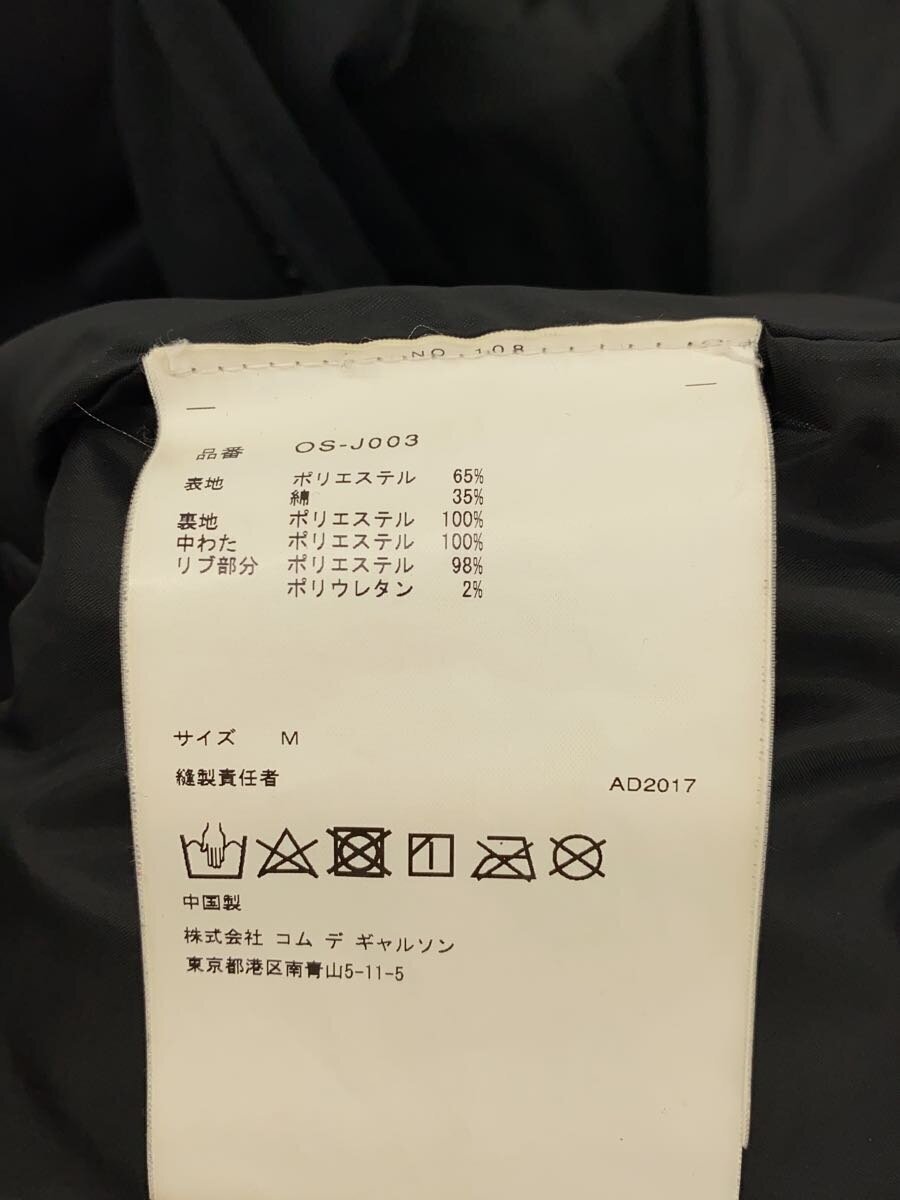 NO 108
品番 OS-J003
表地 ポリエステル 65%
綿 35%
裏地 ポリエステル 100%
中わた ポリエステル 100%
リブ部分 ポリエステル 98%
ポリウレタン 2%
サイズ M
縫製責任者 AD2017
中国製
株式会社 コム デ ギャルソン
東京都港区南青山5-11-5